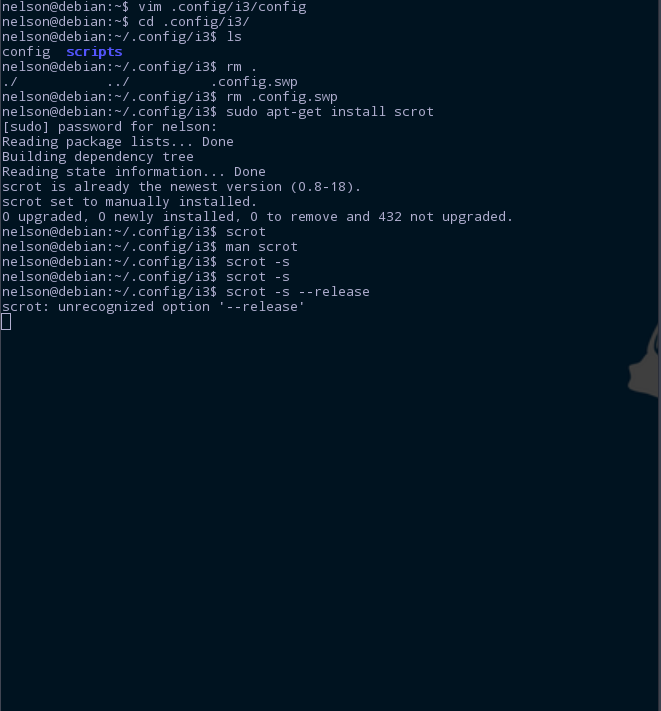 nelson@debian:~$ vim .config/i3/config
nelson@debian:~$ cd .config/i3/
nelson@debian:~/.config/i3$ ls
config  scripts
nelson@debian:~/.config/i3$ rm .
./           ../          .config.swp
nelson@debian:~/.config/i3$ rm .config.swp
nelson@debian:~/.config/i3$ sudo apt-get install scrot
[sudo] password for nelson:
Reading package lists... Done
Building dependency tree
Reading state information... Done
scrot is already the newest version (0.8-18).
scrot set to manually installed.
0 upgraded, 0 newly installed, 0 to remove and 432 not upgraded.
nelson@debian:~/.config/i3$ scrot
nelson@debian:~/.config/i3$ man scrot
nelson@debian:~/.config/i3$ scrot -s
nelson@debian:~/.config/i3$ scrot -s
nelson@debian:~/.config/i3$ scrot -s --release
scrot: unrecognized option '--release'